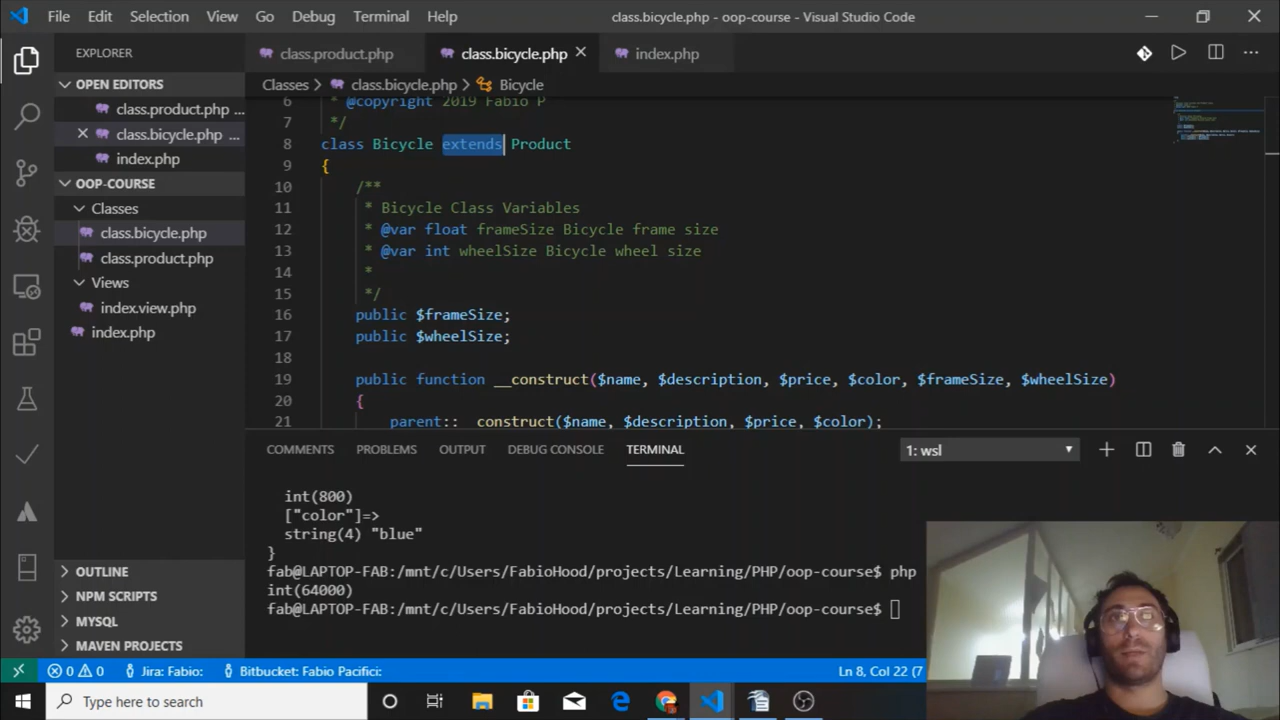 File Edit Selection View Go Debug Terminal Help class.bicycle.php - oop-course - Visual Studio Code
EXPLORER
class.product.php class.bicycle.php index.php
OPEN EDITORS
class.product.php ...
class.bicycle.php ...
index.php
OOP-COURSE
Classes
class.bicycle.php
class.product.php
Views
index.view.php
index.php
OUTLINE
NPM SCRIPTS
MYSQL
MAVEN PROJECTS
Classes > class.bicycle.php > Bicycle
6 * @copyright 2019 Fabio P
7 */
8 class Bicycle extends Product
9 {
10 /**
11 * Bicycle Class Variables
12 * @var float frameSize Bicycle frame size
13 * @var int wheelSize Bicycle wheel size
14 *
15 */
16 public $frameSize;
17 public $wheelSize;
18
19 public function __construct($name, $description, $price, $color, $frameSize, $wheelSize)
20 {
21 parent::__construct($name, $description, $price, $color);
COMMENTS PROBLEMS OUTPUT DEBUG CONSOLE TERMINAL 1: wsl
int(800)
["color"]=>
string(4) "blue"
}
fab@LAPTOP-FAB:/mnt/c/Users/FabioHood/projects/Learning/PHP/oop-course$ php
int(64000)
fab@LAPTOP-FAB:/mnt/c/Users/FabioHood/projects/Learning/PHP/oop-course$
0 0 Jira: Fabio: Bitbucket: Fabio Pacifici: Ln 8, Col 22 (7
Type here to search